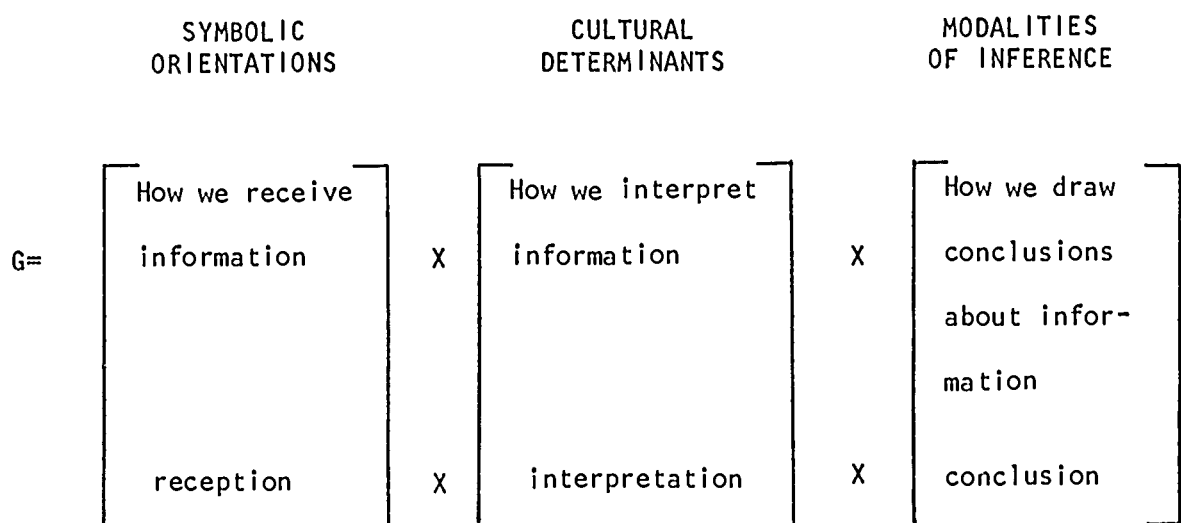 SYMBOLIC CULTURAL MODALITIES
ORIENTATIONS DETERMINANTS OF INFERENCE
How we receive How we interpret How we draw
G= information X information X conclusions
about infor-
mation
reception X interpretation X conclusion